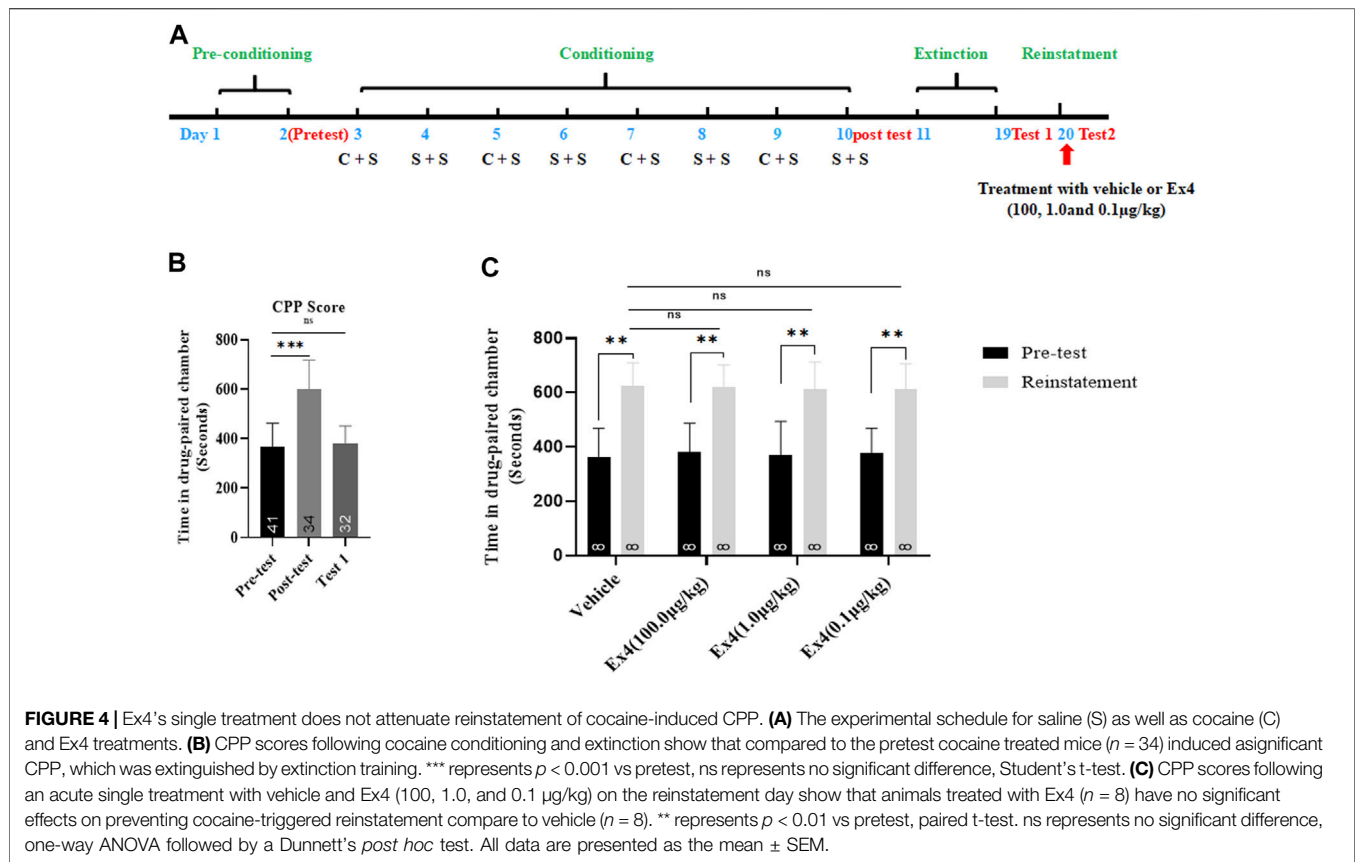 A
Pre-conditioning Conditioning Extinction Reinstatment
Day 1 2(Pretest) 3 4 5 6 7 8 9 10post test 11 19Test 1 20 Test2
C + S S + S C + S S + S C + S S + S C + S S + S
Treatment with vehicle or Ex4
(100, 1.0and 0.1µg/kg)
B
CPP Score
ns
***
Time in drug-paired chamber
(Seconds)
800
600
400
200
0
41 34 32
Pre-test Post-test Test 1
C
ns
ns
ns
** ** ** **
Time in drug-paired chamber
(Seconds)
800
600
400
200
0
8 8 8 8 8 8 8 8
Vehicle Ex4(100.0µg/kg) Ex4(1.0µg/kg) Ex4(0.1µg/kg)
Pre-test
Reinstatement
FIGURE 4 | Ex4’s single treatment does not attenuate reinstatement of cocaine-induced CPP. (A) The experimental schedule for saline (S) as well as cocaine (C)
and Ex4 treatments. (B) CPP scores following cocaine conditioning and extinction show that compared to the pretest cocaine treated mice (n = 34) induced asignificant
CPP, which was extinguished by extinction training. *** represents p < 0.001 vs pretest, ns represents no significant difference, Student’s t-test. (C) CPP scores following
an acute single treatment with vehicle and Ex4 (100, 1.0, and 0.1 µg/kg) on the reinstatement day show that animals treated with Ex4 (n = 8) have no significant
effects on preventing cocaine-triggered reinstatement compare to vehicle (n = 8). ** represents p < 0.01 vs pretest, paired t-test. ns represents no significant difference,
one-way ANOVA followed by a Dunnett’s post hoc test. All data are presented as the mean ± SEM.